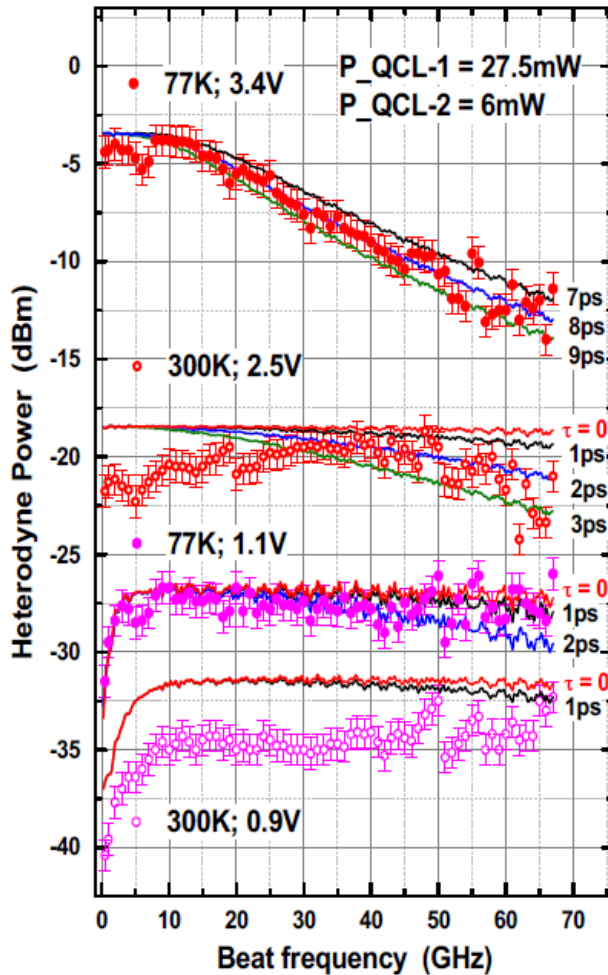 P_QCL-1 = 27.5mW
P_QCL-2 = 6mW
77K; 3.4V
7ps
8ps
9ps
300K; 2.5V
τ = 0
1ps
2ps
3ps
77K; 1.1V
τ = 0
1ps
2ps
τ = 0
1ps
300K; 0.9V
0
-5
-10
-15
-20
-25
-30
-35
-40
Heterodyne Power (dBm)
0 10 20 30 40 50 60 70
Beat frequency (GHz)